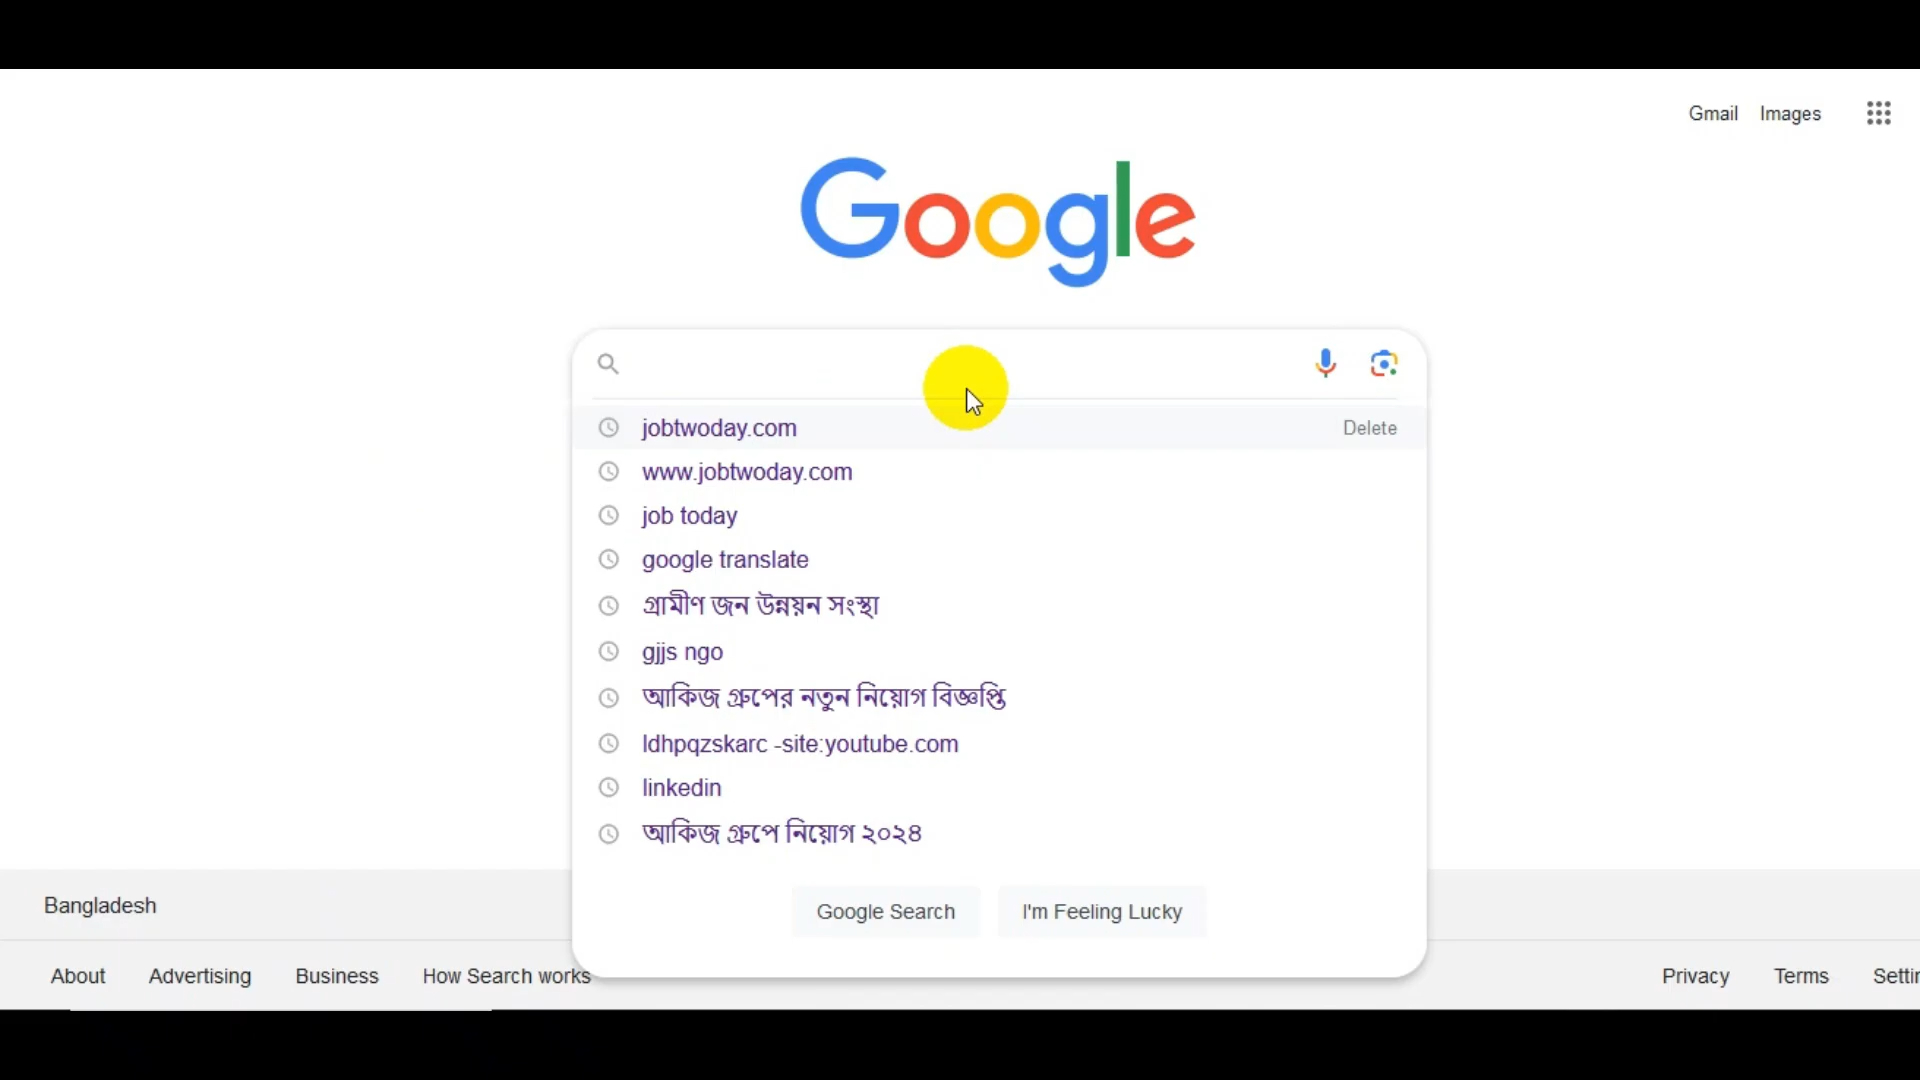 Gmail Images
Google
jobtwoday.com Delete
www.jobtwoday.com
job today
google translate
গ্রামীণ জন উন্নয়ন সংস্থা
gjjs ngo
আকিজ গ্রুপের নতুন নিয়োগ বিজ্ঞপ্তি
ldhpqzskarc -site:youtube.com
linkedin
আকিজ গ্রুপে নিয়োগ ২০২৪
Google Search I'm Feeling Lucky
Bangladesh
About Advertising Business How Search works Privacy Terms